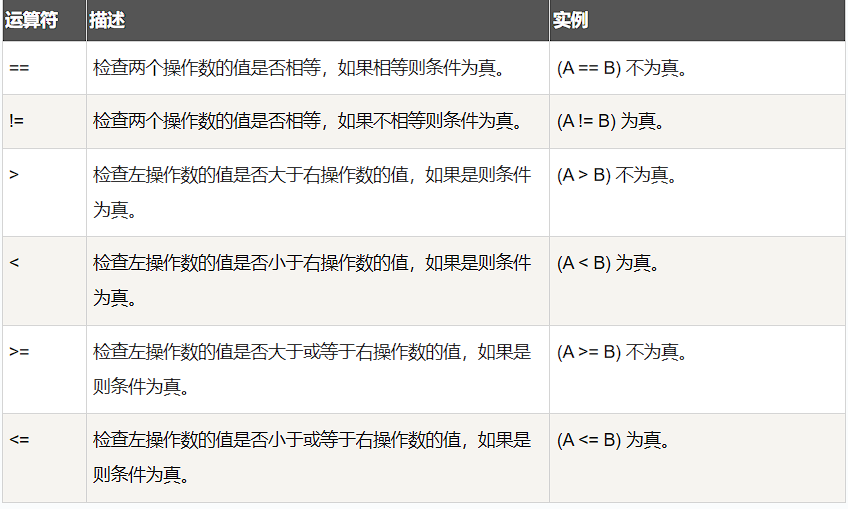 运算符 描述 实例
== 检查两个操作数的值是否相等，如果相等则条件为真。 (A == B) 不为真。
!= 检查两个操作数的值是否相等，如果不相等则条件为真。 (A != B) 为真。
> 检查左操作数的值是否大于右操作数的值，如果是则条件 (A > B) 不为真。
为真。
< 检查左操作数的值是否小于右操作数的值，如果是则条件 (A < B) 为真。
为真。
>= 检查左操作数的值是否大于或等于右操作数的值，如果是 (A >= B) 不为真。
则条件为真。
<= 检查左操作数的值是否小于或等于右操作数的值，如果是 (A <= B) 为真。
则条件为真。